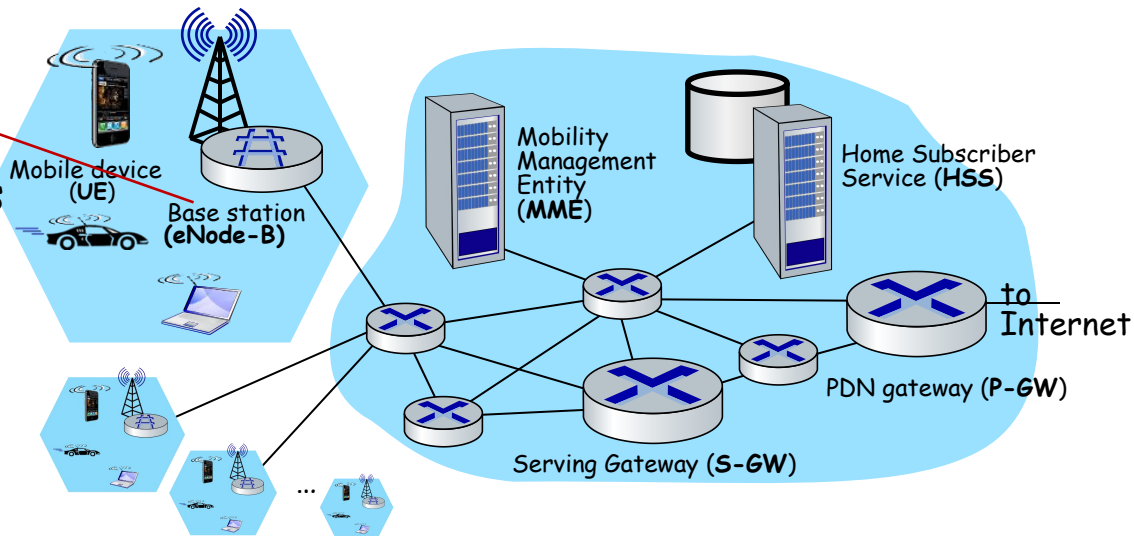 Mobile device
(UE)
Base station
(eNode-B)
Mobility
Management
Entity
(MME)
Home Subscriber
Service (HSS)
to
Internet
PDN gateway (P-GW)
Serving Gateway (S-GW)
...